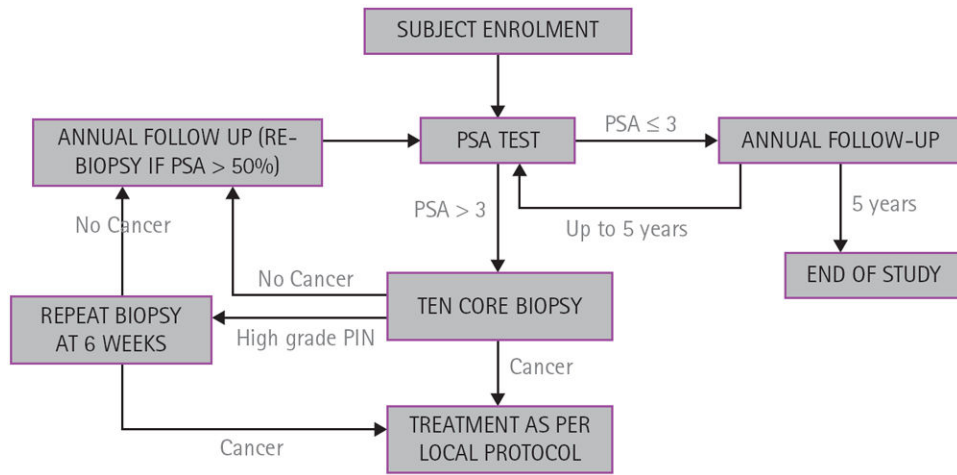 SUBJECT ENROLMENT
ANNUAL FOLLOW UP (RE-
BIOPSY IF PSA > 50%)
PSA TEST
PSA ≤ 3
ANNUAL FOLLOW-UP
No Cancer
PSA > 3
Up to 5 years
5 years
No Cancer
END OF STUDY
REPEAT BIOPSY
AT 6 WEEKS
High grade PIN
TEN CORE BIOPSY
Cancer
Cancer
TREATMENT AS PER
LOCAL PROTOCOL